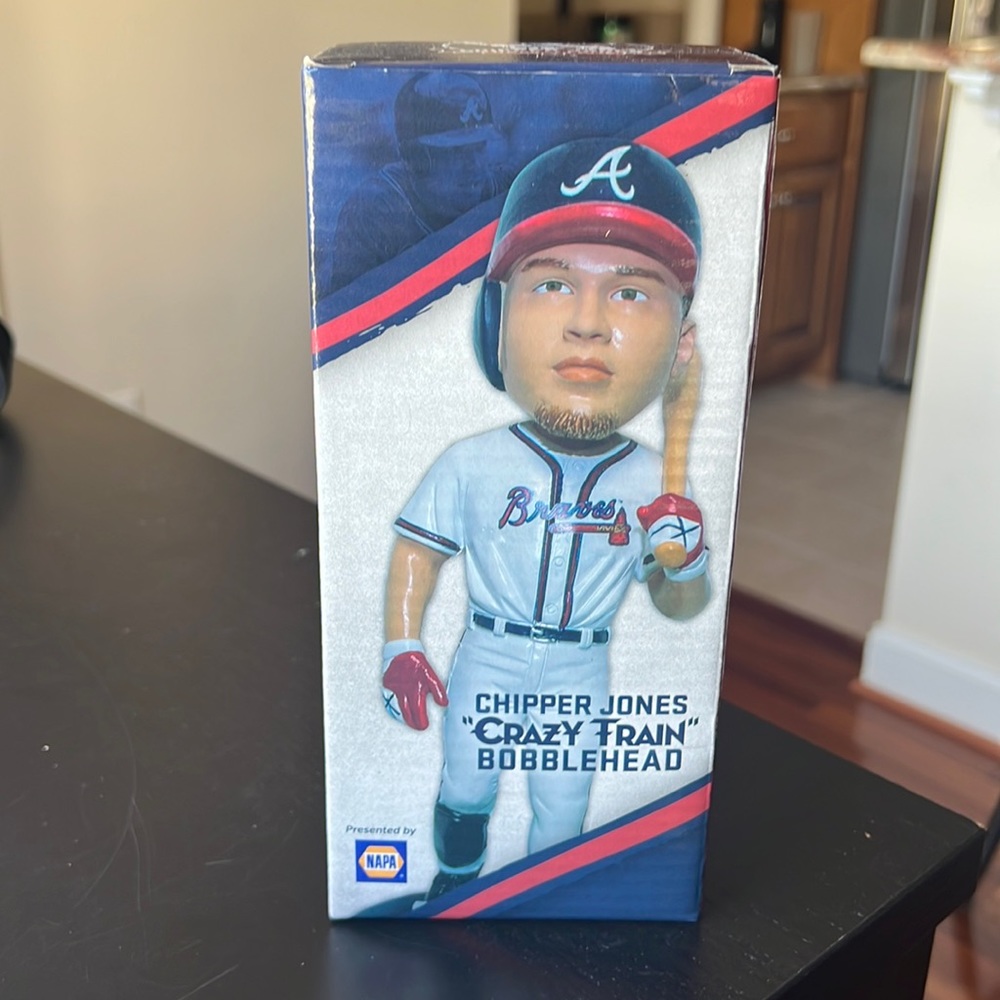 A
A
Braves
CHIPPER JONES
"CRAZY TRAIN"
BOBBLEHEAD
Presented by
NAPA